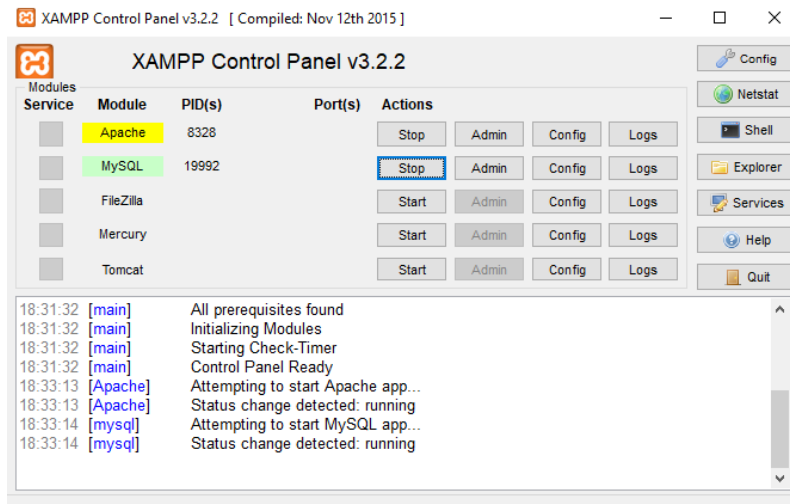 XAMPP Control Panel v3.2.2 [ Compiled: Nov 12th 2015 ]
XAMPP Control Panel v3.2.2
Config
Modules
Service Module PID(s) Port(s) Actions
Netstat
Apache 8328 Stop Admin Config Logs
Shell
MySQL 19992 Stop Admin Config Logs
Explorer
FileZilla Start Admin Config Logs
Services
Mercury Start Admin Config Logs
Help
Tomcat Start Admin Config Logs
Quit
18:31:32 [main] All prerequisites found
18:31:32 [main] Initializing Modules
18:31:32 [main] Starting Check-Timer
18:31:32 [main] Control Panel Ready
18:33:13 [Apache] Attempting to start Apache app...
18:33:13 [Apache] Status change detected: running
18:33:14 [mysql] Attempting to start MySQL app...
18:33:14 [mysql] Status change detected: running